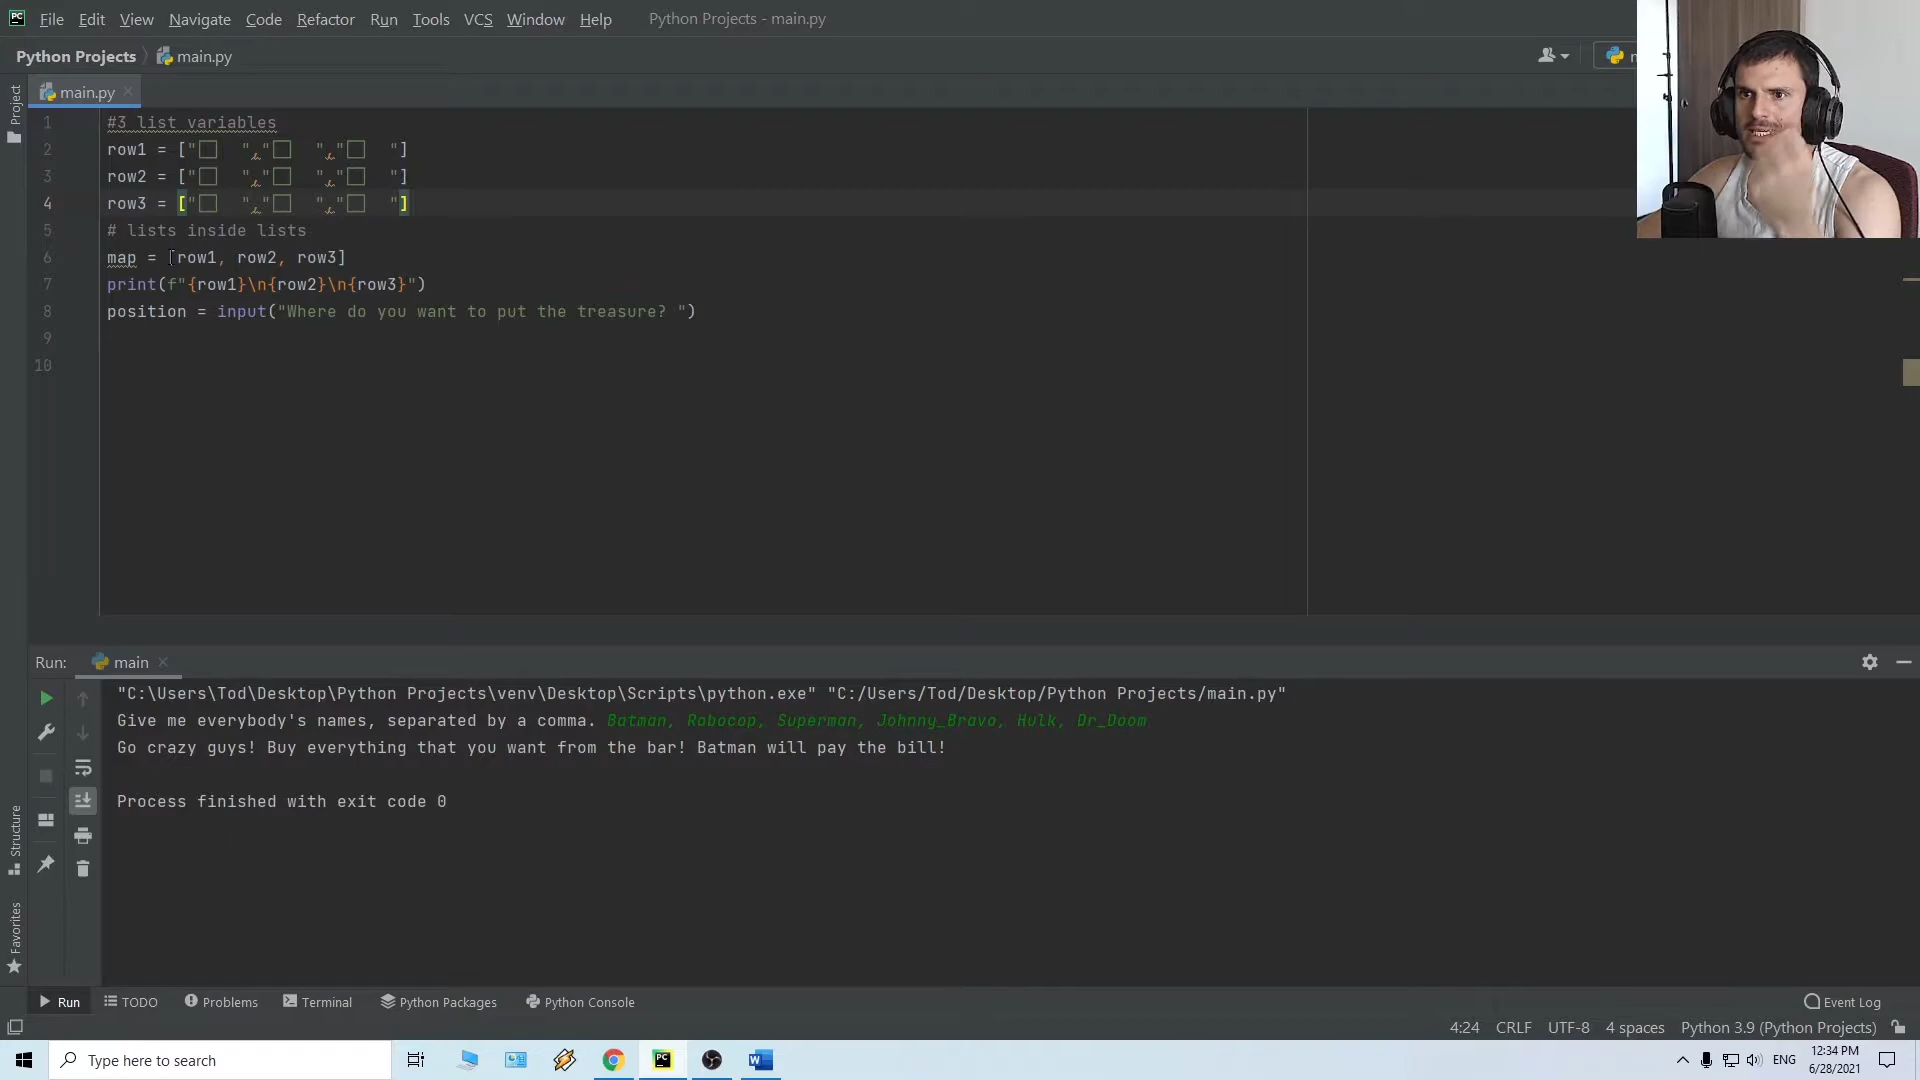 File Edit View Navigate Code Refactor Run Tools VCS Window Help Python Projects - main.py
Python Projects main.py
main.py
Project
1 #3 list variables
2 row1 = ["⬜ ","⬜ ","⬜ "]
3 row2 = ["⬜ ","⬜ ","⬜ "]
4 row3 = ["⬜ ","⬜ ","⬜ "]
5 # lists inside lists
6 map = [row1, row2, row3]
7 print(f"{row1}\n{row2}\n{row3}")
8 position = input("Where do you want to put the treasure? ")
9
10
Run: main
"C:\Users\Tod\Desktop\Python Projects\venv\Desktop\Scripts\python.exe" "C:/Users/Tod/Desktop/Python Projects/main.py"
Give me everybody's names, separated by a comma. Batman, Robocop, Superman, Johnny_Bravo, Hulk, Dr_Doom
Go crazy guys! Buy everything that you want from the bar! Batman will pay the bill!
Process finished with exit code 0
Structure
Favorites
Run TODO Problems Terminal Python Packages Python Console Event Log
4:24 CRLF UTF-8 4 spaces Python 3.9 (Python Projects)
Type here to search ENG 12:34 PM
6/28/2021